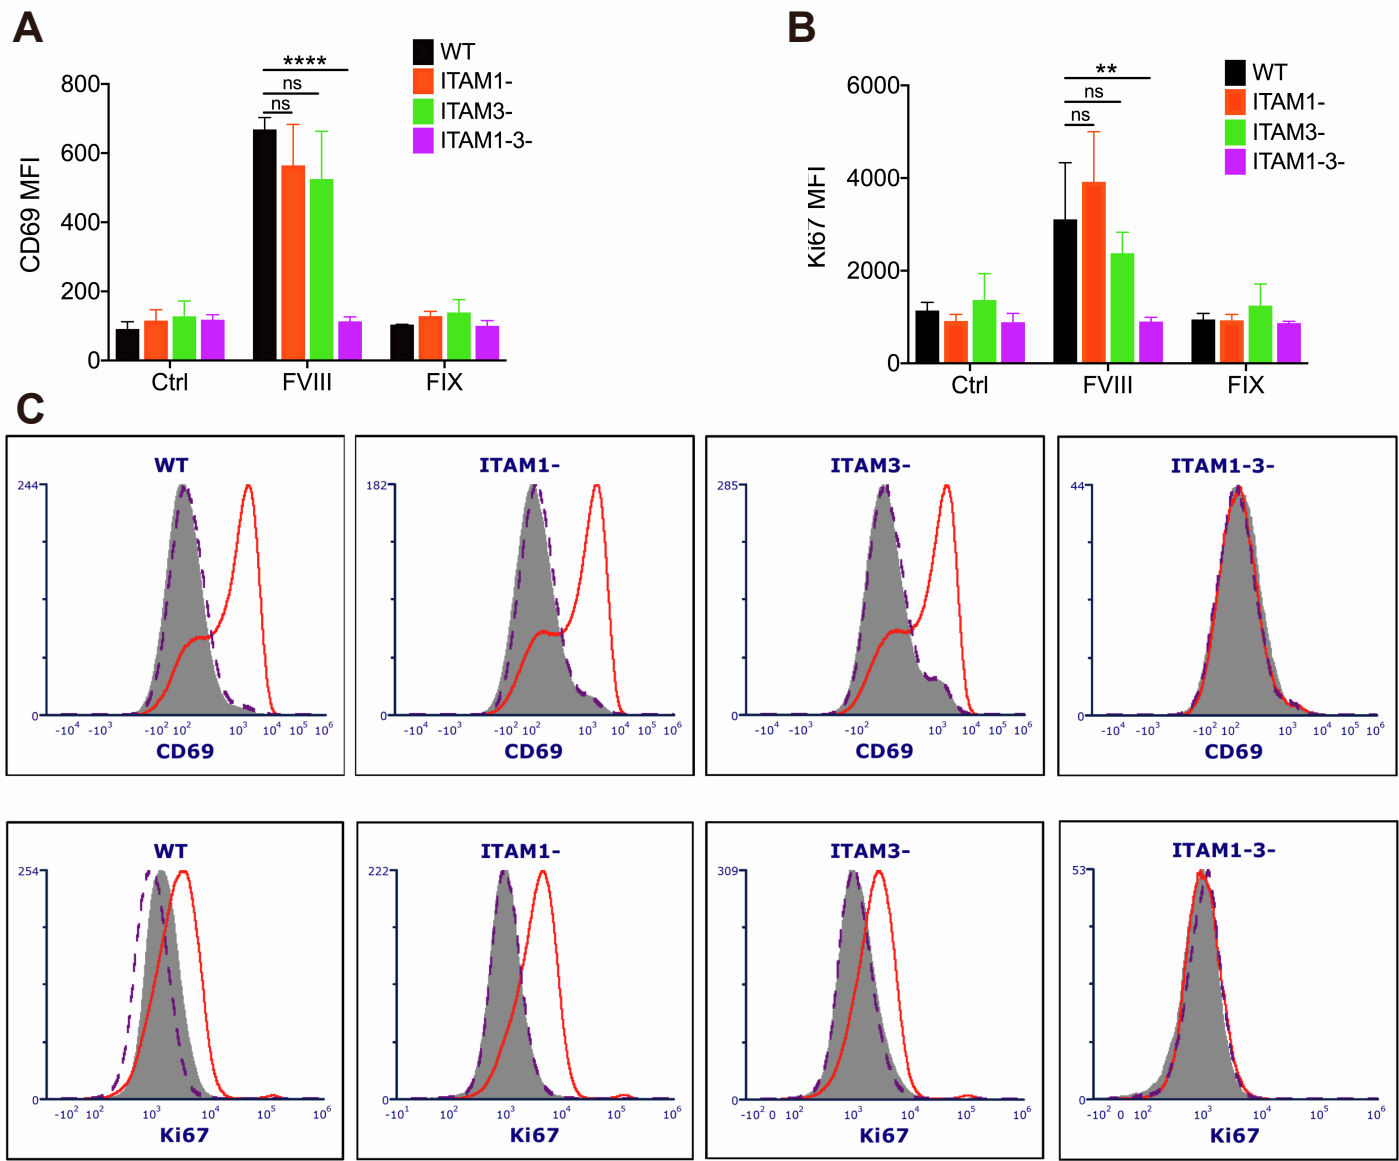 A
WT
ITAM1-
ITAM3-
ITAM1-3-
****
ns
ns
CD69 MFI
800
600
400
200
0
Ctrl FVIII FIX
B
WT
ITAM1-
ITAM3-
ITAM1-3-
**
ns
ns
Ki67 MFI
6000
4000
2000
0
Ctrl FVIII FIX
C
WT
244
0
-10⁴ -10³ -10² 10² 10³ 10⁴ 10⁵ 10⁶
CD69
ITAM1-
182
0
-10⁴ -10³ -10² 10² 10³ 10⁴ 10⁵ 10⁶
CD69
ITAM3-
285
0
-10⁴ -10³ -10² 10³ 10⁴ 10⁵ 10⁶
CD69
ITAM1-3-
44
0
-10⁴ -10³ -10² 10² 10³ 10⁴ 10⁵ 10⁶
CD69
WT
254
0
-10² 10² 10³ 10⁴ 10⁵ 10⁶
Ki67
ITAM1-
222
0
-10¹ 10² 10³ 10⁴ 10⁵ 10⁶
Ki67
ITAM3-
309
0
-10² 0 10² 10³ 10⁴ 10⁵ 10⁶
Ki67
ITAM1-3-
53
0
-10² 0 10² 10³ 10⁴ 10⁵ 10⁶
Ki67